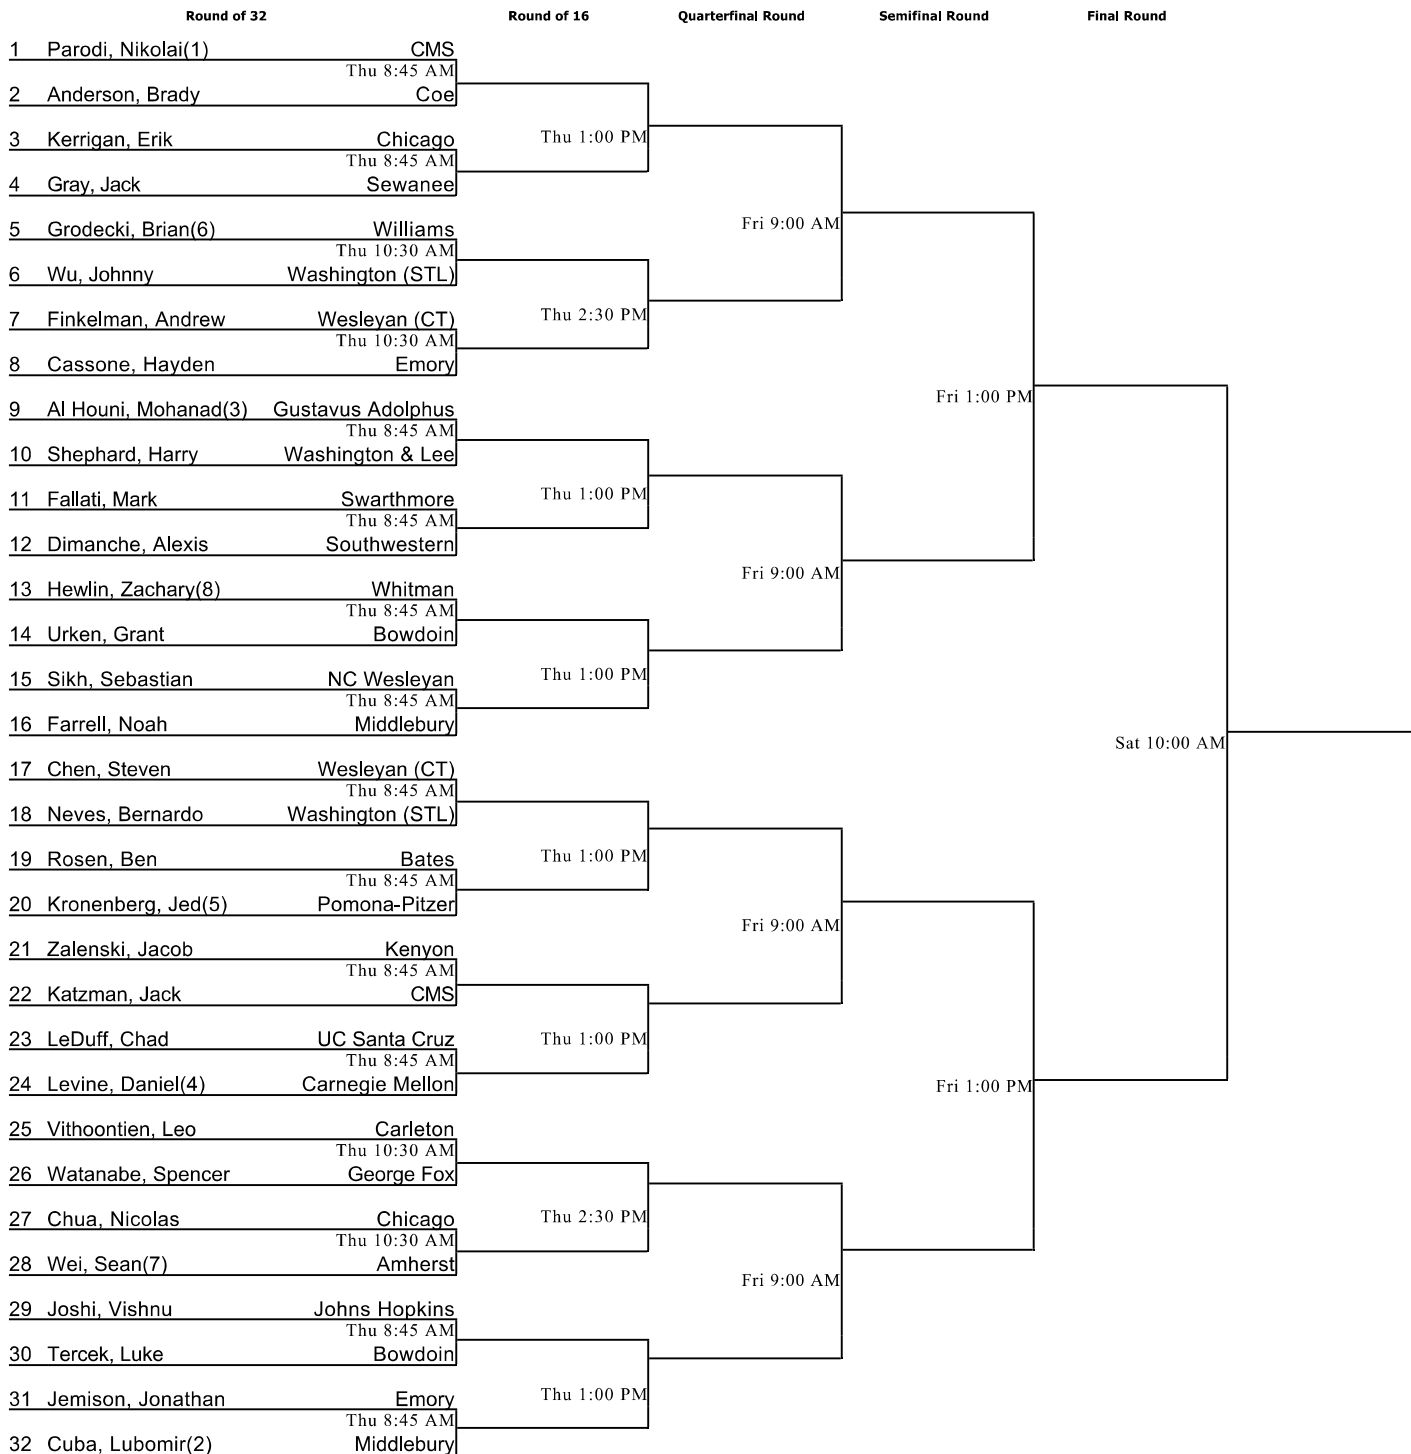 Round of 32 Round of 16 Quarterfinal Round Semifinal Round Final Round
1 Parodi, Nikolai(1) CMS
Thu 8:45 AM
2 Anderson, Brady Coe
3 Kerrigan, Erik Chicago
Thu 1:00 PM
Thu 8:45 AM
4 Gray, Jack Sewanee
5 Grodecki, Brian(6) Williams
Fri 9:00 AM
Thu 10:30 AM
6 Wu, Johnny Washington (STL)
7 Finkelman, Andrew Wesleyan (CT)
Thu 2:30 PM
Thu 10:30 AM
8 Cassone, Hayden Emory
Fri 1:00 PM
9 Al Houni, Mohanad(3) Gustavus Adolphus
Thu 8:45 AM
10 Shephard, Harry Washington & Lee
11 Fallati, Mark Swarthmore
Thu 1:00 PM
Thu 8:45 AM
12 Dimanche, Alexis Southwestern
Fri 9:00 AM
13 Hewlin, Zachary(8) Whitman
Thu 8:45 AM
14 Urken, Grant Bowdoin
15 Sikh, Sebastian NC Wesleyan
Thu 1:00 PM
Thu 8:45 AM
16 Farrell, Noah Middlebury
Sat 10:00 AM
17 Chen, Steven Wesleyan (CT)
Thu 8:45 AM
18 Neves, Bernardo Washington (STL)
19 Rosen, Ben Bates
Thu 1:00 PM
Thu 8:45 AM
20 Kronenberg, Jed(5) Pomona-Pitzer
Fri 9:00 AM
21 Zalenski, Jacob Kenyon
Thu 8:45 AM
22 Katzman, Jack CMS
23 LeDuff, Chad UC Santa Cruz
Thu 1:00 PM
Thu 8:45 AM
24 Levine, Daniel(4) Carnegie Mellon
Fri 1:00 PM
25 Vithoontien, Leo Carleton
Thu 10:30 AM
26 Watanabe, Spencer George Fox
27 Chua, Nicolas Chicago
Thu 2:30 PM
Thu 10:30 AM
28 Wei, Sean(7) Amherst
Fri 9:00 AM
29 Joshi, Vishnu Johns Hopkins
Thu 8:45 AM
30 Tercek, Luke Bowdoin
31 Jemison, Jonathan Emory
Thu 1:00 PM
Thu 8:45 AM
32 Cuba, Lubomir(2) Middlebury